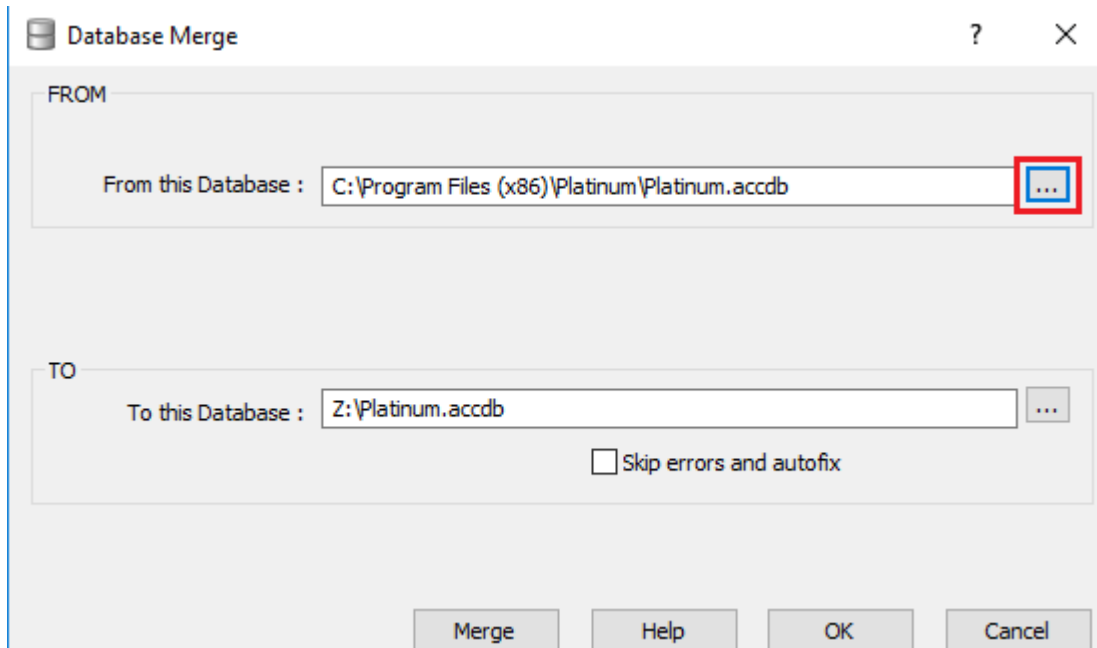 Database Merge ? X
FROM
From this Database : C:\Program Files (x86)\Platinum\Platinum.accdb ...
TO
To this Database : Z:\Platinum.accdb ...
Skip errors and autofix
Merge Help OK Cancel